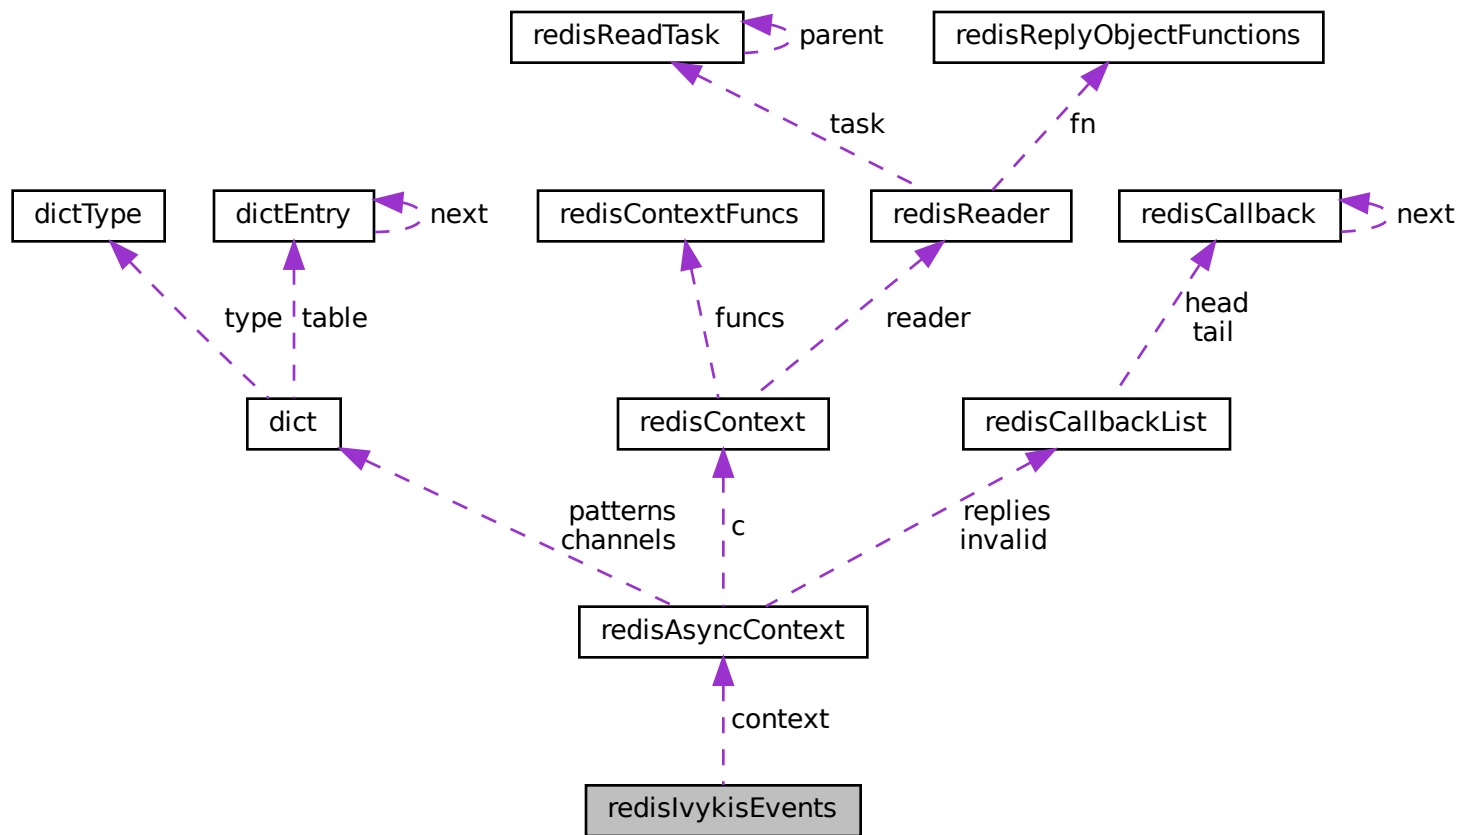 redisReadTask
parent
redisReplyObjectFunctions
task
fn
dictType
dictEntry
next
redisContextFuncs
redisReader
redisCallback
next
type
table
funcs
reader
head
tail
dict
redisContext
redisCallbackList
patterns
channels
c
replies
invalid
redisAsyncContext
context
redisIvykisEvents